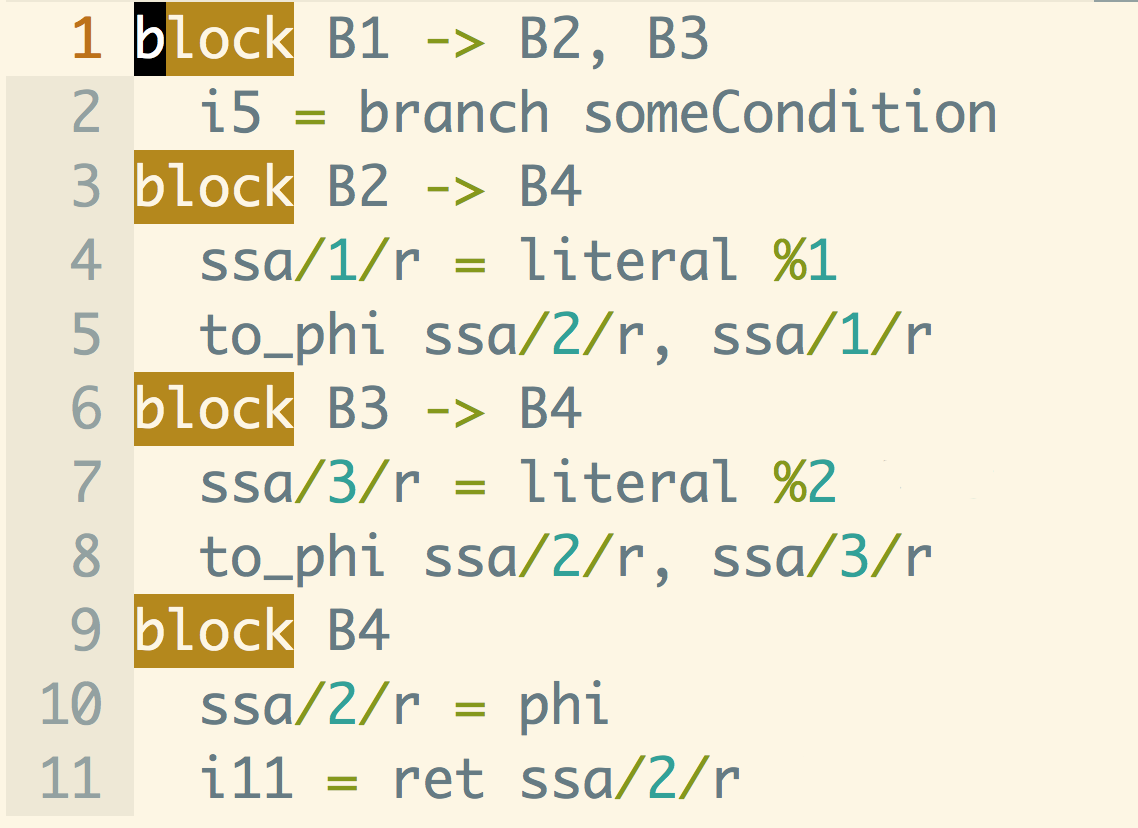 1 block B1 -> B2, B3
2   i5 = branch someCondition
3 block B2 -> B4
4   ssa/1/r = literal %1
5   to_phi ssa/2/r, ssa/1/r
6 block B3 -> B4
7   ssa/3/r = literal %2
8   to_phi ssa/2/r, ssa/3/r
9 block B4
10   ssa/2/r = phi
11   i11 = ret ssa/2/r